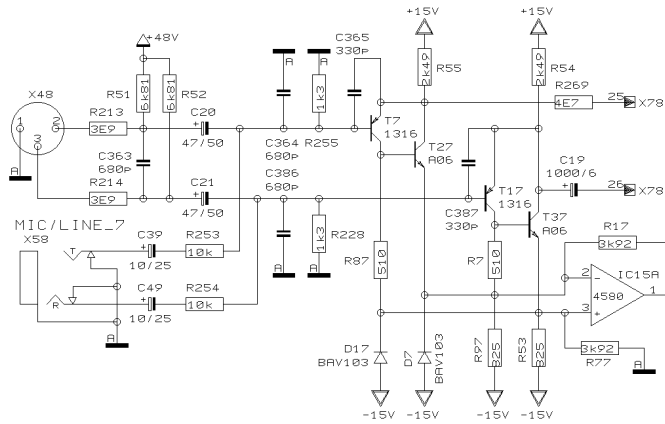 +15V
+15V
+48V
C365
330p
R55
2k49
R54
2k49
A
A
R51
6k81
R52
6k81
X48
1
2
3
R213
3E9
C20
+
47/50
1k3
R269
4E7
25
X78
T7
1316
C364
680p
R255
C363
680p
T27
A06
C386
680p
C19
1000/6
+
26
X78
A
R214
3E9
C21
+
47/50
T17
1316
C387
330p
T37
A06
MIC/LINE_7
X58
T
R
C39
+
10/25
R253
10k
1k3
R228
R17
3k92
A
A
R87
510
R7
510
2
-
IC15A
4580
1
3
+
C49
+
10/25
R254
10k
A
D17
BAV103
D7
BAV103
R97
825
R53
825
3k92
R77
A
-15V
-15V
-15V
-15V